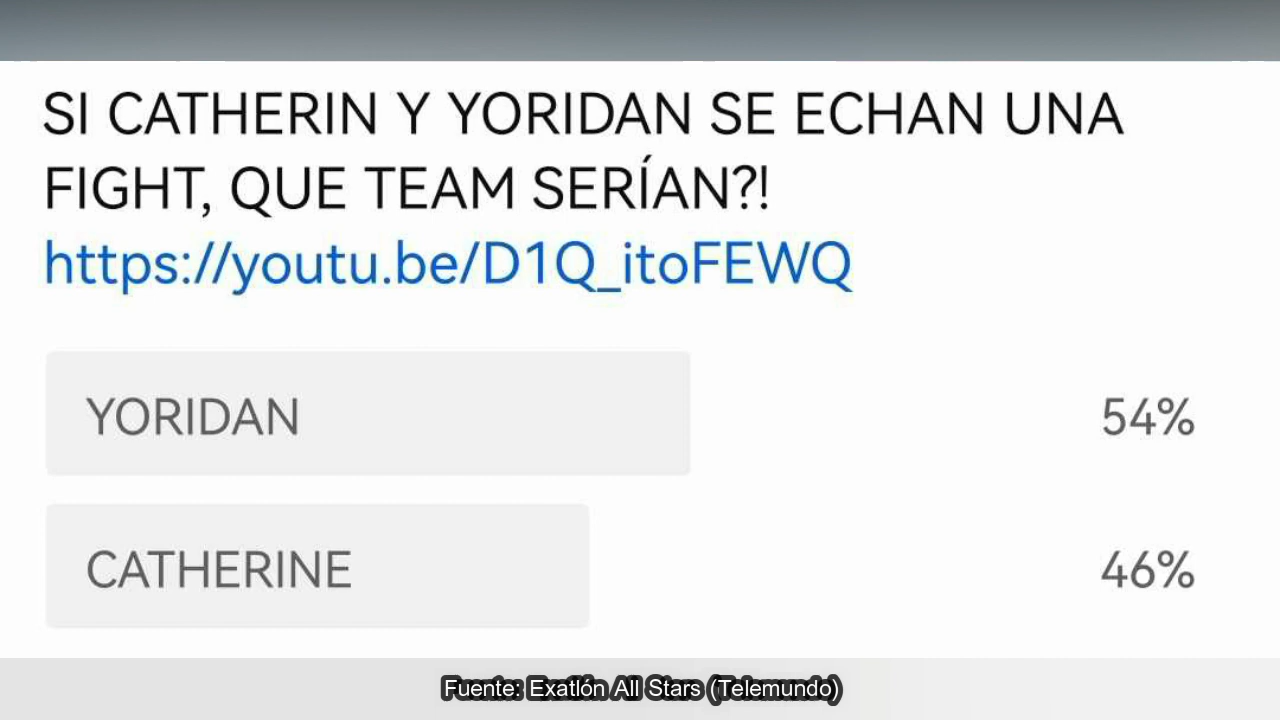 SI CATHERIN Y YORIDAN SE ECHAN UNA
FIGHT, QUE TEAM SERÍAN?!
https://youtu.be/D1Q_itoFEWQ
YORIDAN 54%
CATHERINE 46%
Fuente: Exatlón All Stars (Telemundo)